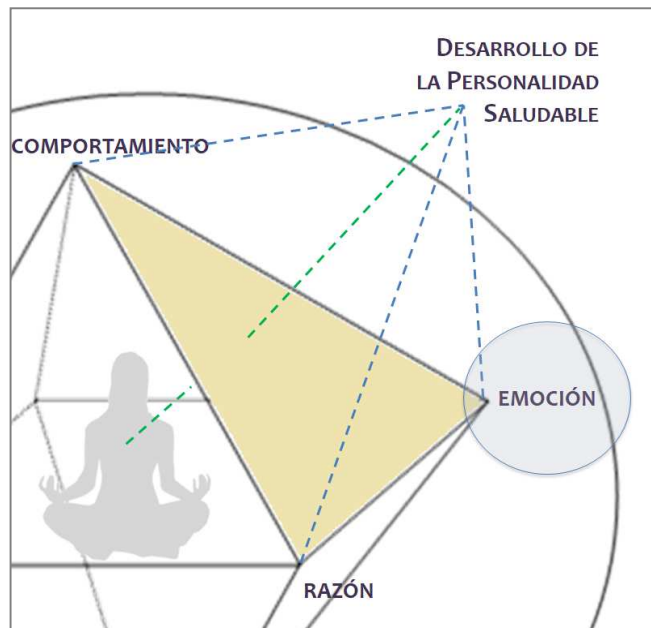 DESARROLLO DE
LA PERSONALIDAD
SALUDABLE
COMPORTAMIENTO
EMOCIÓN
RAZÓN